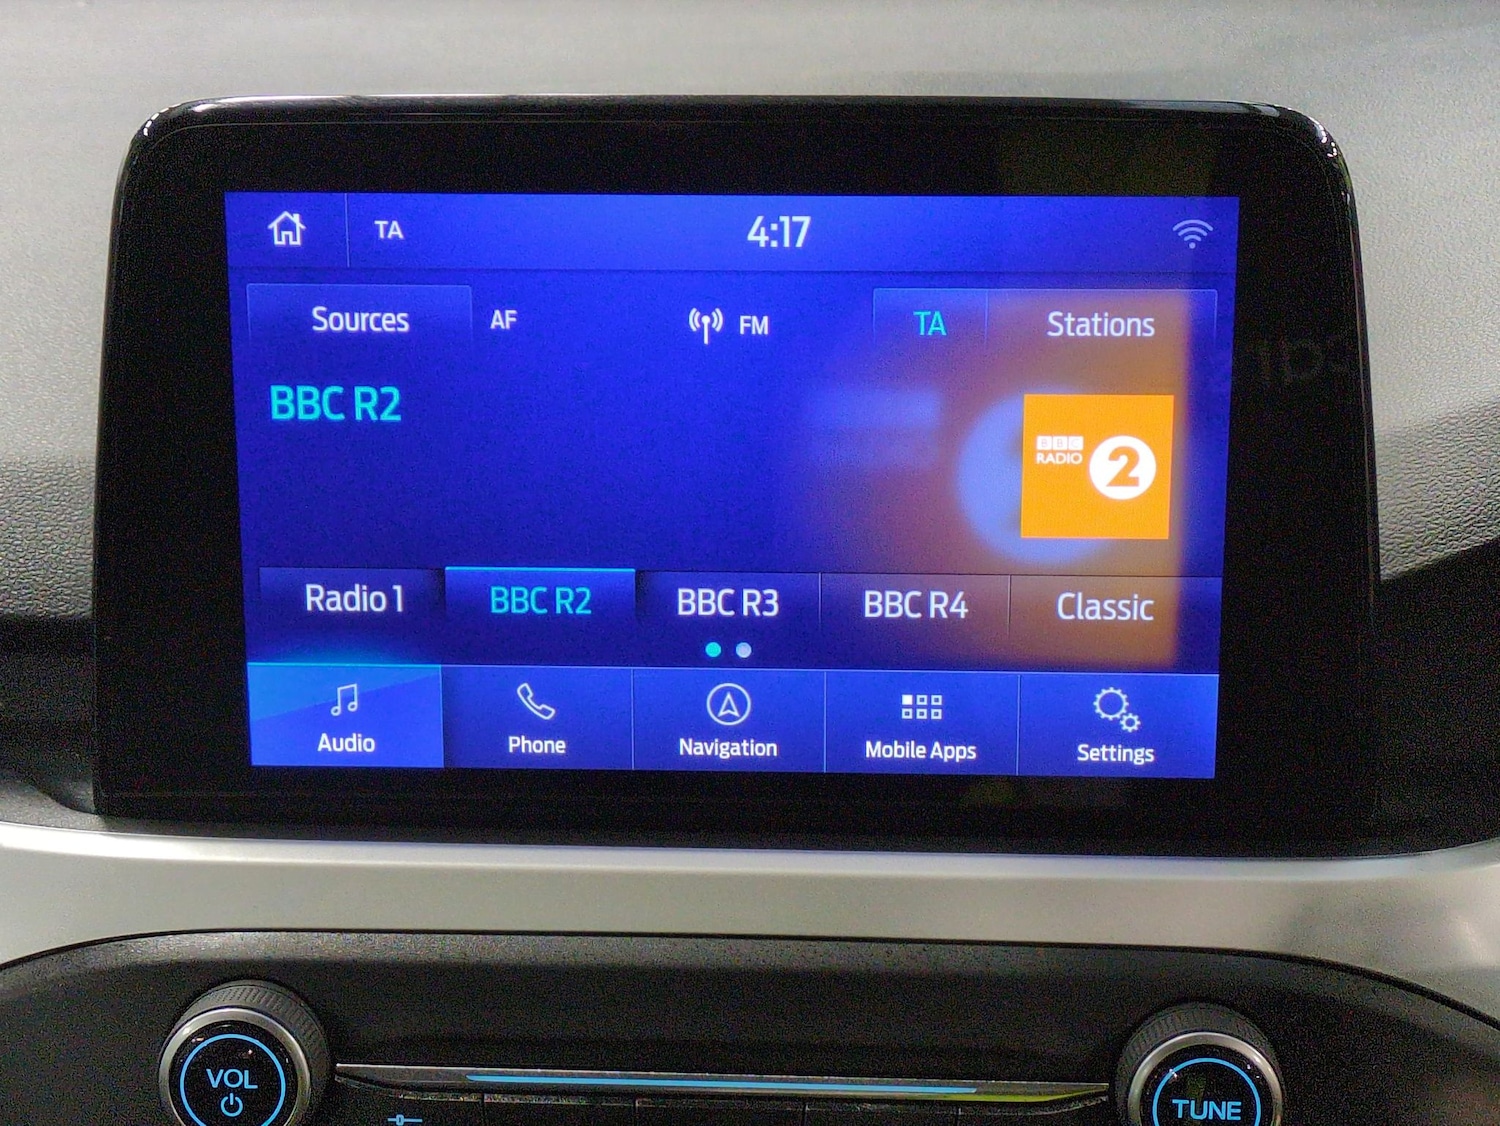 TA
4:17
Sources
AF
FM
TA
Stations
BBC R2
BBC
RADIO
2
Radio 1
BBC R2
BBC R3
BBC R4
Classic
Audio
Phone
Navigation
Mobile Apps
Settings
VOL
TUNE